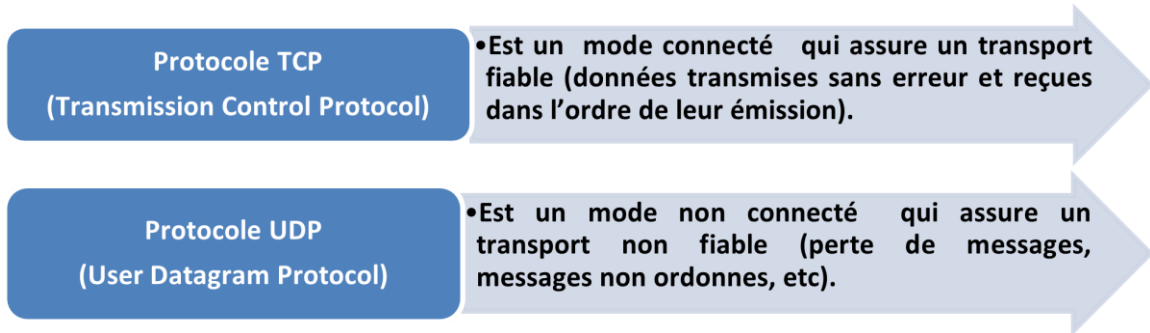 Protocole TCP
(Transmission Control Protocol)
•Est un mode connecté qui assure un transport
fiable (données transmises sans erreur et reçues
dans l’ordre de leur émission).
Protocole UDP
(User Datagram Protocol)
•Est un mode non connecté qui assure un
transport non fiable (perte de messages,
messages non ordonnes, etc).